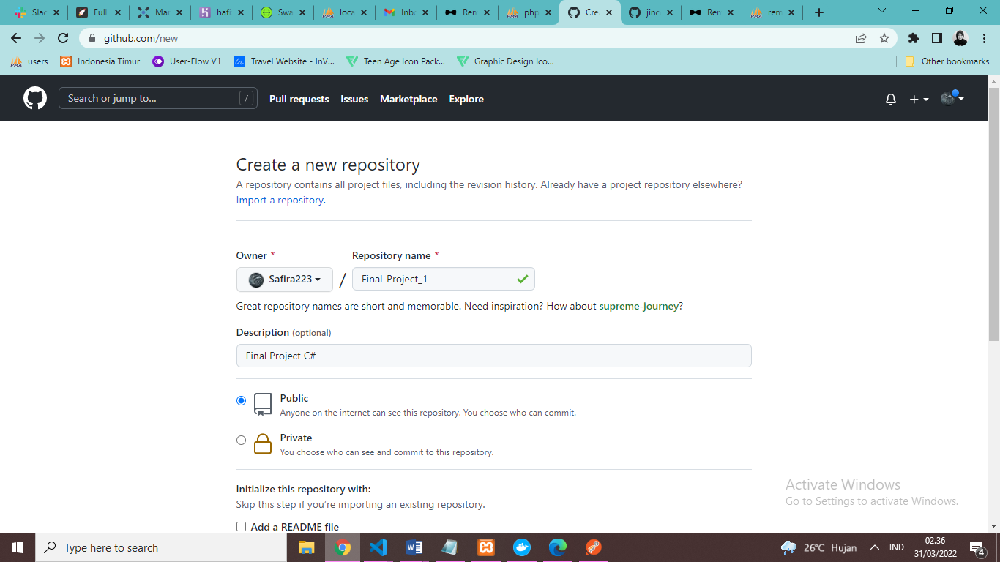 Slac
Full
Mar
hafi
Swa
loca
Inbo
Rem
php
Cre
jinc
Ren
rem
github.com/new
users
Indonesia Timur
User-Flow V1
Travel Website - InV...
Teen Age Icon Pack...
Graphic Design Ico...
Other bookmarks
Search or jump to...
/
Pull requests
Issues
Marketplace
Explore
Create a new repository
A repository contains all project files, including the revision history. Already have a project repository elsewhere?
Import a repository.
Owner *
Repository name *
Safira223
/
Final-Project_1
Great repository names are short and memorable. Need inspiration? How about supreme-journey?
Description (optional)
Final Project C#
Public
Anyone on the internet can see this repository. You choose who can commit.
Private
You choose who can see and commit to this repository.
Initialize this repository with:
Skip this step if you're importing an existing repository.
Add a README file
Activate Windows
Go to Settings to activate Windows.
Type here to search
26°C Hujan
IND
02.36
31/03/2022
4